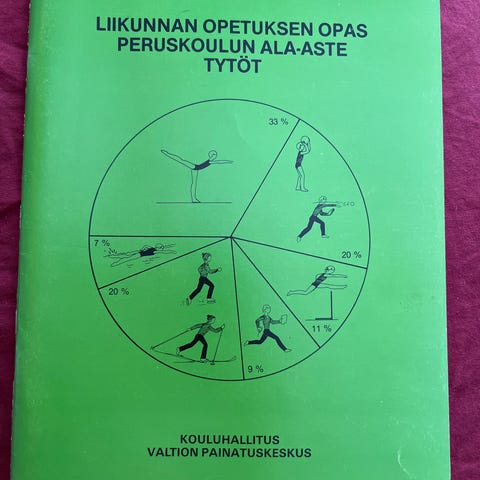 LIIKUNNAN OPETUKSEN OPAS
PERUSKOULUN ALA-ASTE
TYTÖT
33 %
7 %
20 %
20 %
11 %
9 %
KOULUHALLITUS
VALTION PAINATUSKESKUS